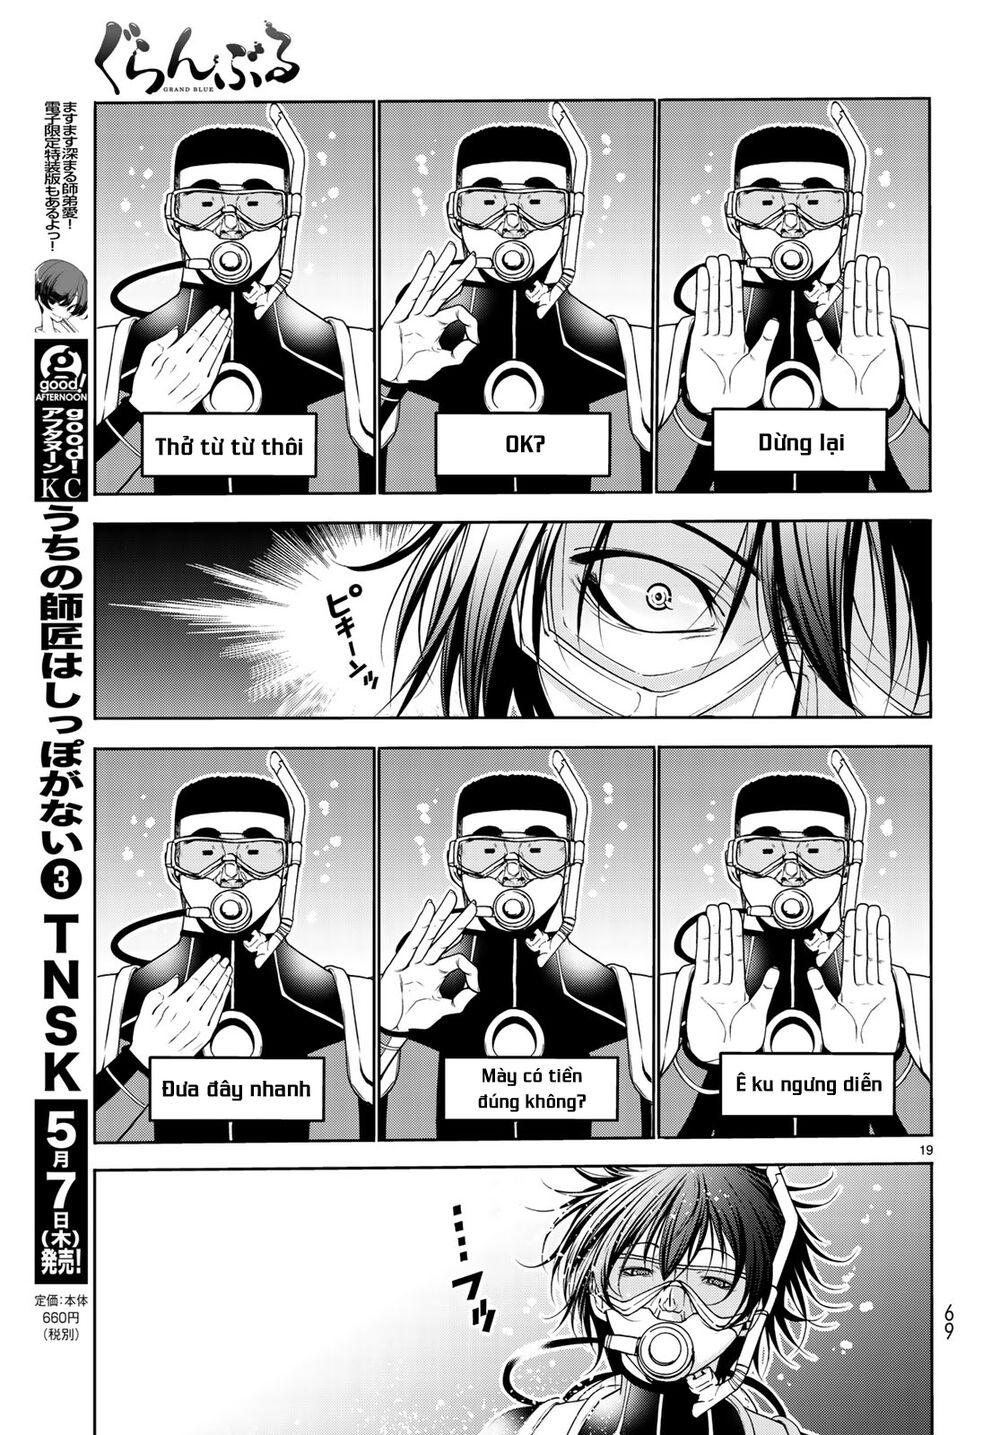 ぐらんぶる
GRAND BLUE
ますます深まる師弟愛!
電子限定特装版もあるよっ!
good!
AFTERNOON
good!
アフタヌーン
KC
うちの師匠はしっぽがない
3
TNSK
5月7日(木)発売!
定価:本体
660円
(税別)
Dừng lại
OK?
Thở từ từ thôi
ピキーンッ
Ê ku ngưng diễn
Mày có tiền
đúng không?
Đưa đây nhanh
19
……フッ
69